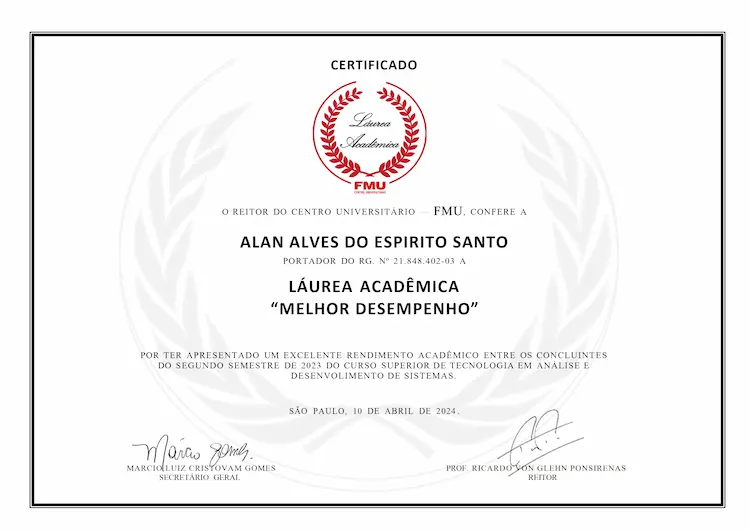 CERTIFICADO
Láurea
Acadêmica
FMU
CENTRO UNIVERSITÁRIO
O REITOR DO CENTRO UNIVERSITÁRIO — FMU, CONFERE A
ALAN ALVES DO ESPIRITO SANTO
PORTADOR DO RG. Nº 21.848.402-03 A
LÁUREA ACADÊMICA
“MELHOR DESEMPENHO”
POR TER APRESENTADO UM EXCELENTE RENDIMENTO ACADÊMICO ENTRE OS CONCLUINTES
DO SEGUNDO SEMESTRE DE 2023 DO CURSO SUPERIOR DE TECNOLOGIA EM ANÁLISE E
DESENVOLIMENTO DE SISTEMAS.
SÃO PAULO, 10 DE ABRIL DE 2024.
Márcio Gomes.
MARCIO LUIZ CRISTOVAM GOMES
SECRETÁRIO GERAL
PROF. RICARDO VON GLEHN PONSIRENAS
REITOR